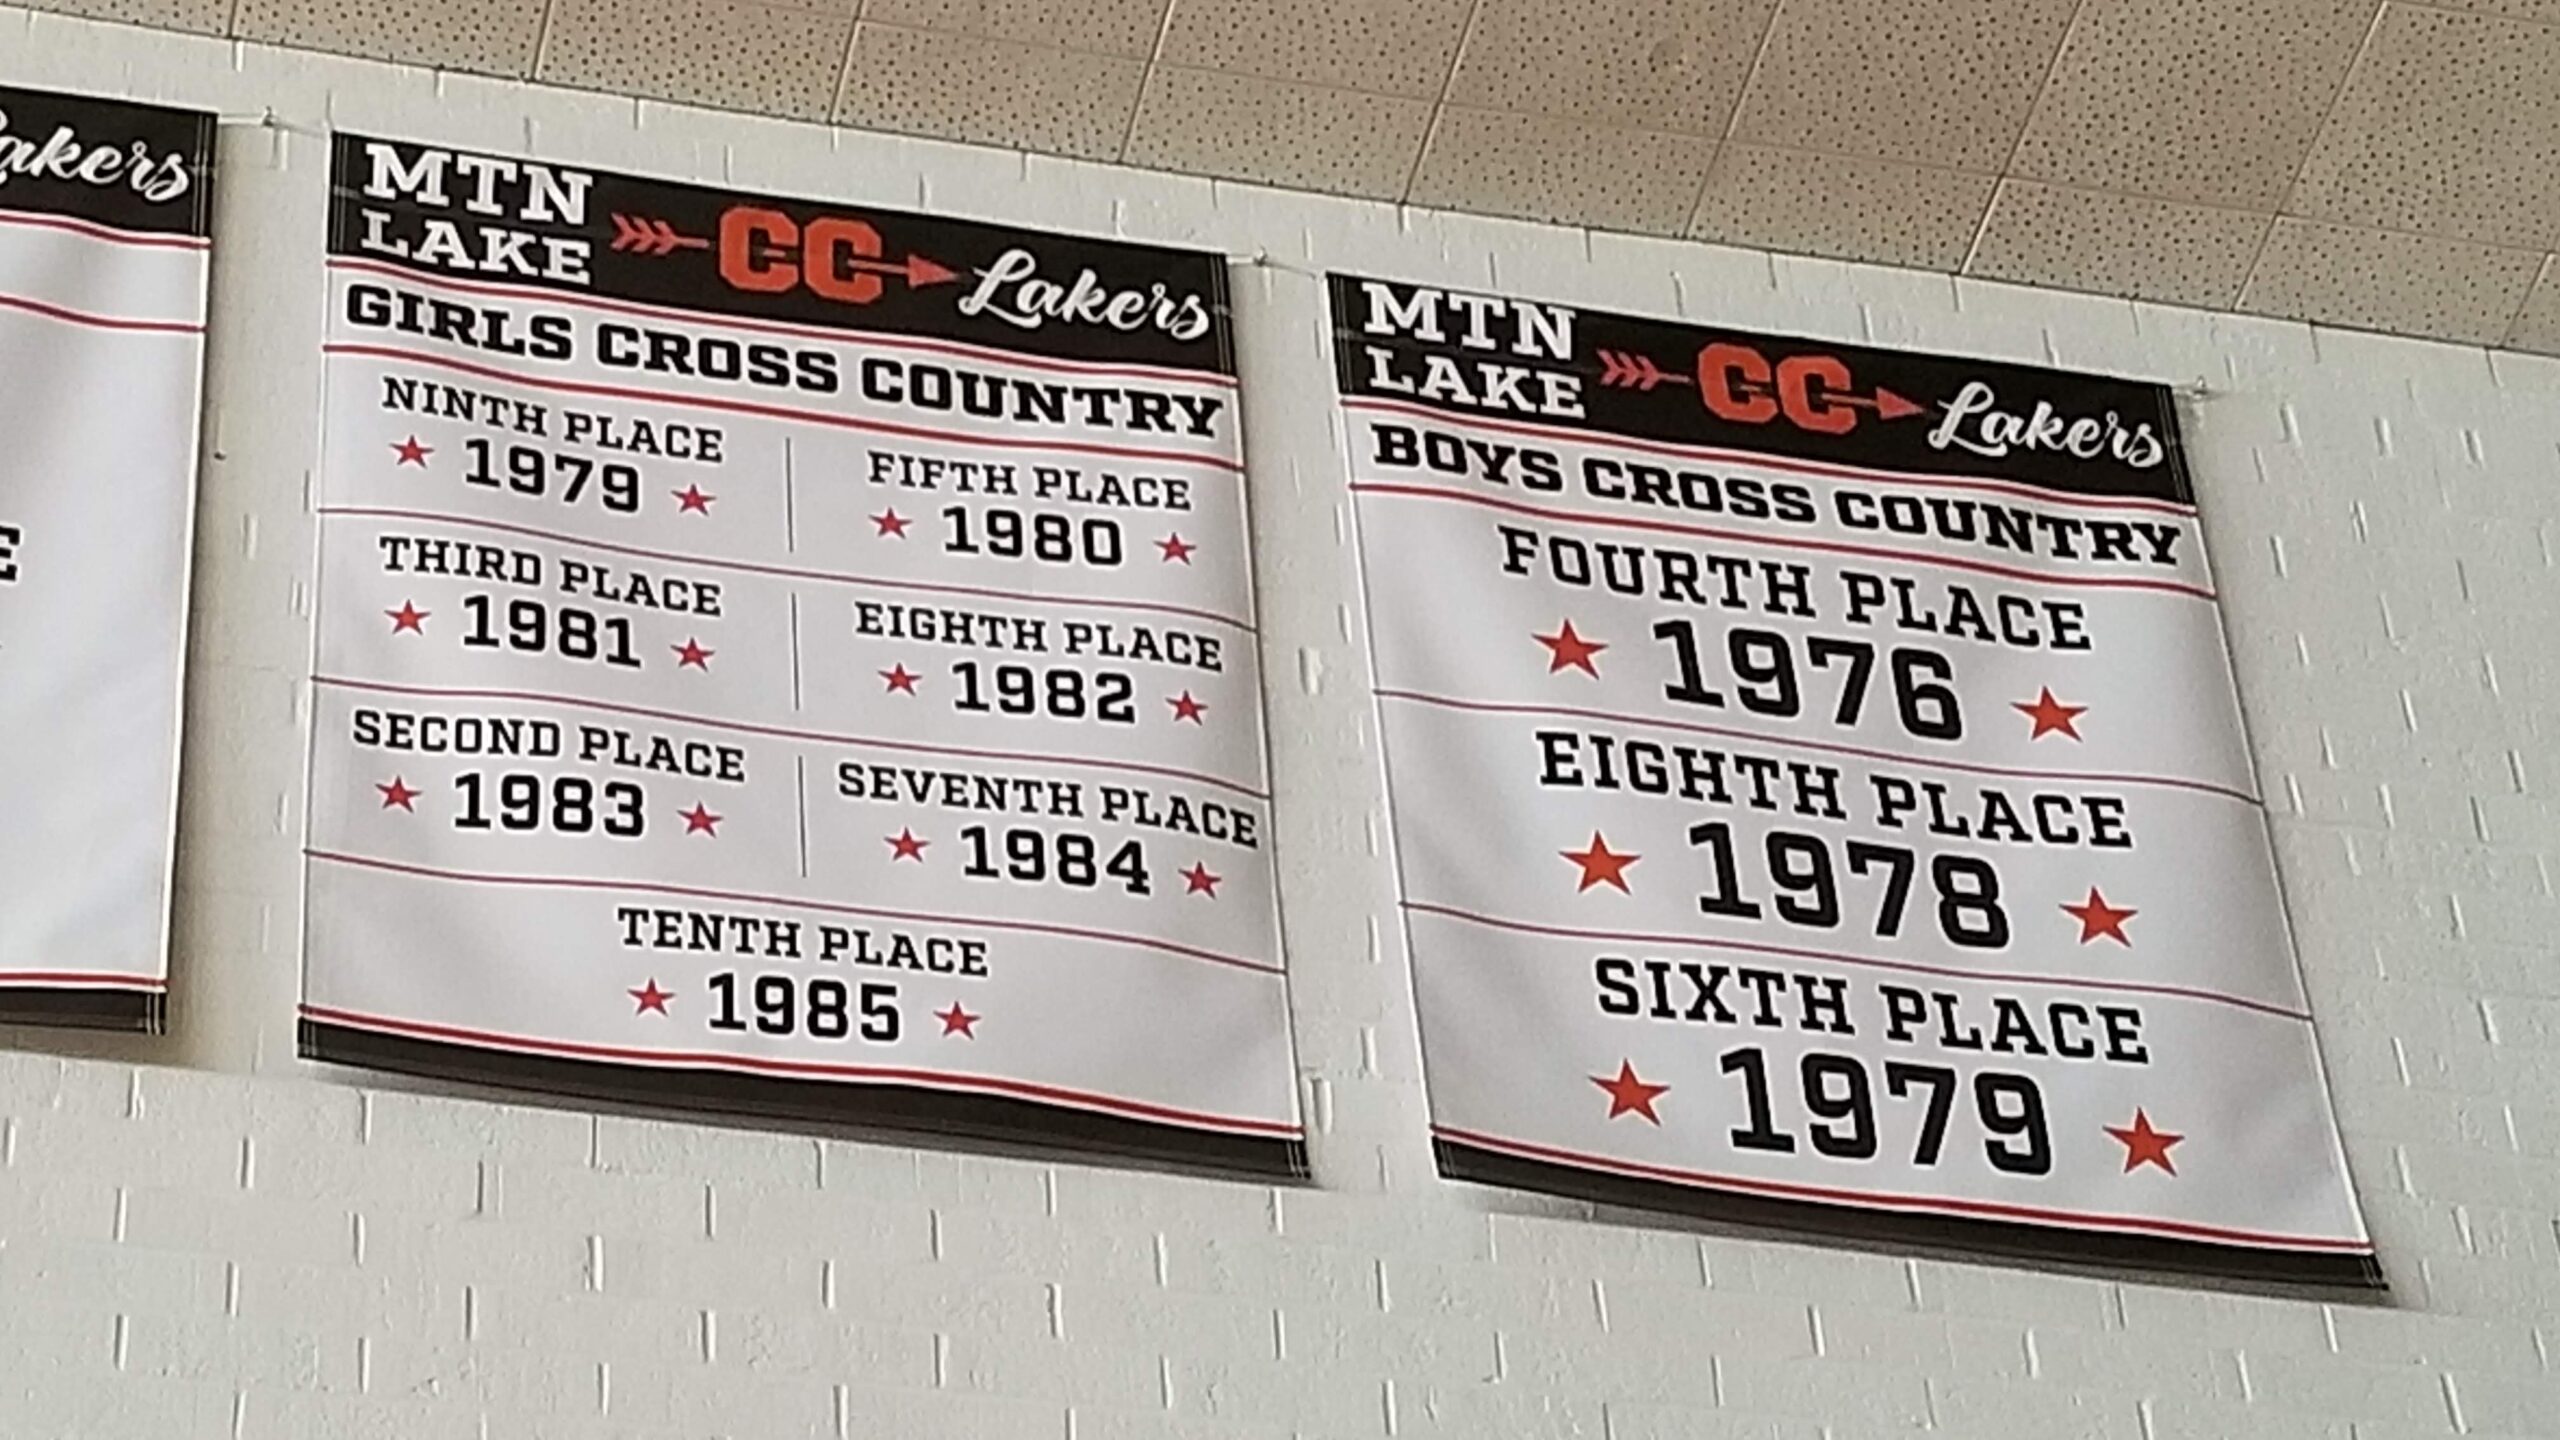 Lakers
MTN
LAKE
CC
Lakers
GIRLS CROSS COUNTRY
NINTH PLACE
1979
FIFTH PLACE
1980
THIRD PLACE
1981
EIGHTH PLACE
1982
SECOND PLACE
1983
SEVENTH PLACE
1984
TENTH PLACE
1985
MTN
LAKE
CC
Lakers
BOYS CROSS COUNTRY
FOURTH PLACE
1976
EIGHTH PLACE
1978
SIXTH PLACE
1979